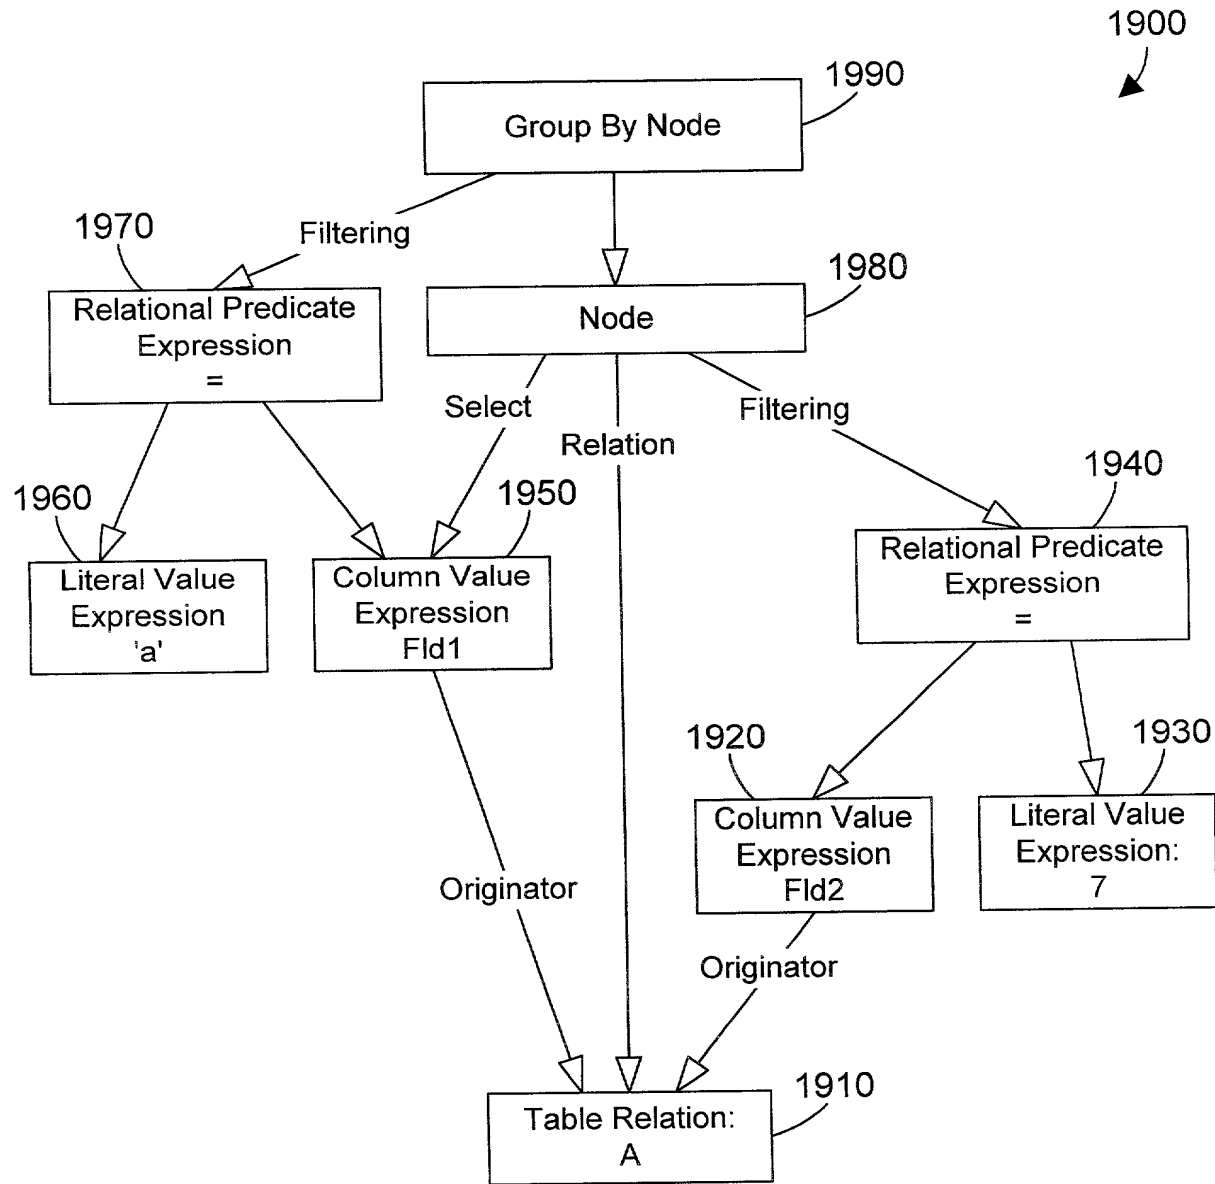 1900
1990
Group By Node
1970
Filtering
1980
Relational Predicate
Expression
=
Node
Select
Filtering
Relation
1960
1950
1940
Literal Value
Expression
'a'
Column Value
Expression
Fld1
Relational Predicate
Expression
=
1920
1930
Column Value
Expression
Fld2
Literal Value
Expression:
7
Originator
Originator
1910
Table Relation:
A